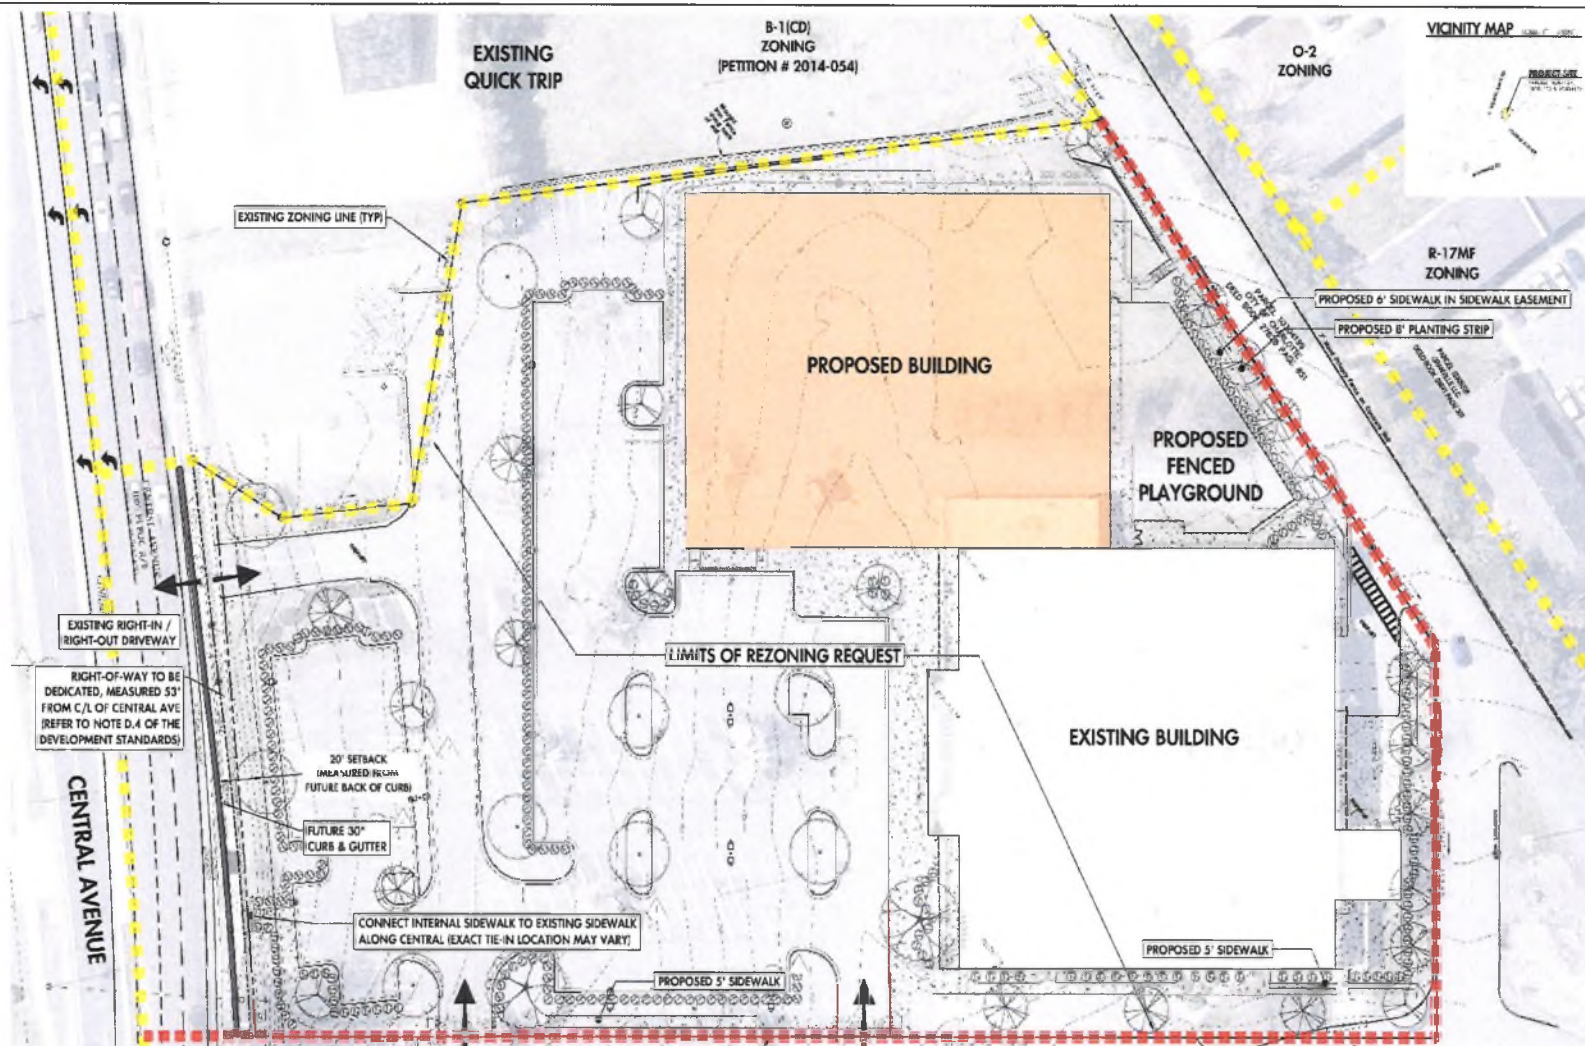 EXISTING
QUICK TRIP
B-1(CD)
ZONING
(PETITION # 2014-054)
O-2
ZONING
VICINITY MAP
PROJECT SITE
EXISTING ZONING LINE (TYP)
R-17MF
ZONING
PROPOSED 6' SIDEWALK IN SIDEWALK EASEMENT
PROPOSED 8' PLANTING STRIP
PROPOSED BUILDING
PROPOSED
FENCED
PLAYGROUND
EXISTING RIGHT-IN /
RIGHT-OUT DRIVEWAY
LIMITS OF REZONING REQUEST
RIGHT-OF-WAY TO BE
DEDICATED, MEASURED 53'
FROM C/L OF CENTRAL AVE
(REFER TO NOTE D.4 OF THE
DEVELOPMENT STANDARDS)
EXISTING BUILDING
20' SETBACK
(MEASURED FROM
FUTURE BACK OF CURB)
CENTRAL AVENUE
FUTURE 30"
CURB & GUTTER
CONNECT INTERNAL SIDEWALK TO EXISTING SIDEWALK
ALONG CENTRAL (EXACT TIE-IN LOCATION MAY VARY)
PROPOSED 5' SIDEWALK
PROPOSED 5' SIDEWALK